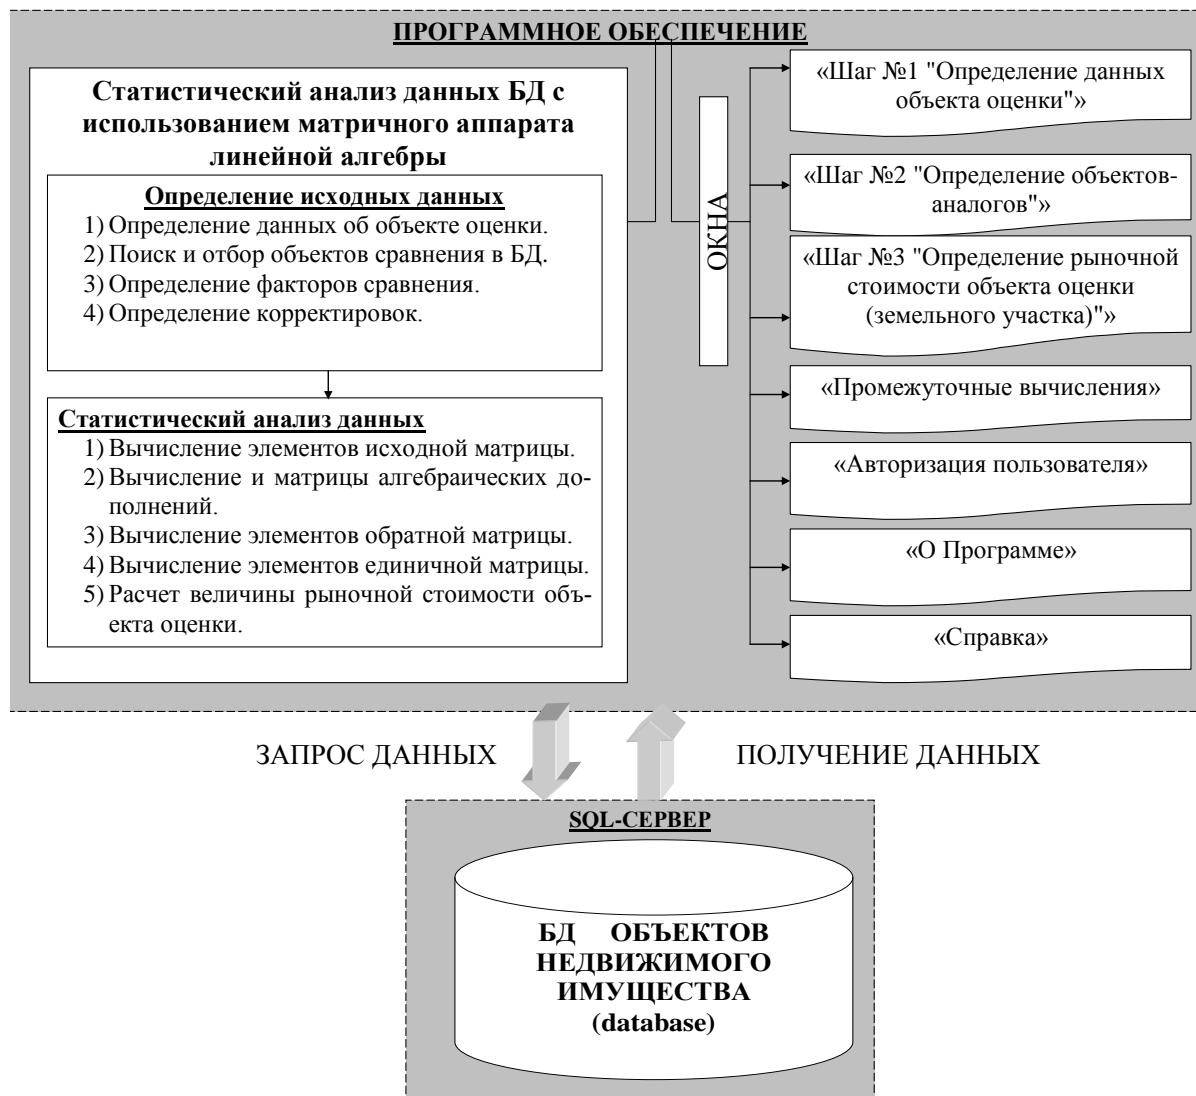 ПРОГРАММНОЕ ОБЕСПЕЧЕНИЕ
Статистический анализ данных БД с
использованием матричного аппарата
линейной алгебры
Определение исходных данных
1) Определение данных об объекте оценки.
2) Поиск и отбор объектов сравнения в БД.
3) Определение факторов сравнения.
4) Определение корректировок.
Статистический анализ данных
1) Вычисление элементов исходной матрицы.
2) Вычисление и матрицы алгебраических до-
полнений.
3) Вычисление элементов обратной матрицы.
4) Вычисление элементов единичной матрицы.
5) Расчет величины рыночной стоимости объ-
екта оценки.
ОКНА
«Шаг №1 "Определение данных
объекта оценки"»
«Шаг №2 "Определение объектов-
аналогов"»
«Шаг №3 "Определение рыночной
стоимости объекта оценки
(земельного участка)"»
«Промежуточные вычисления»
«Авторизация пользователя»
«О Программе»
«Справка»
ЗАПРОС ДАННЫХ
ПОЛУЧЕНИЕ ДАННЫХ
SQL-СЕРВЕР
БД ОБЪЕКТОВ
НЕДВИЖИМОГО
ИМУЩЕСТВА
(database)